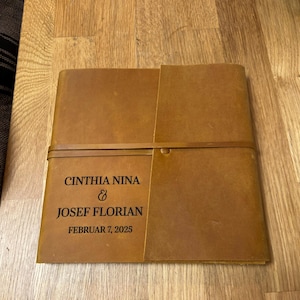 CINTHIA NINA
&
JOSEF FLORIAN
FEBRUAR 7, 2025